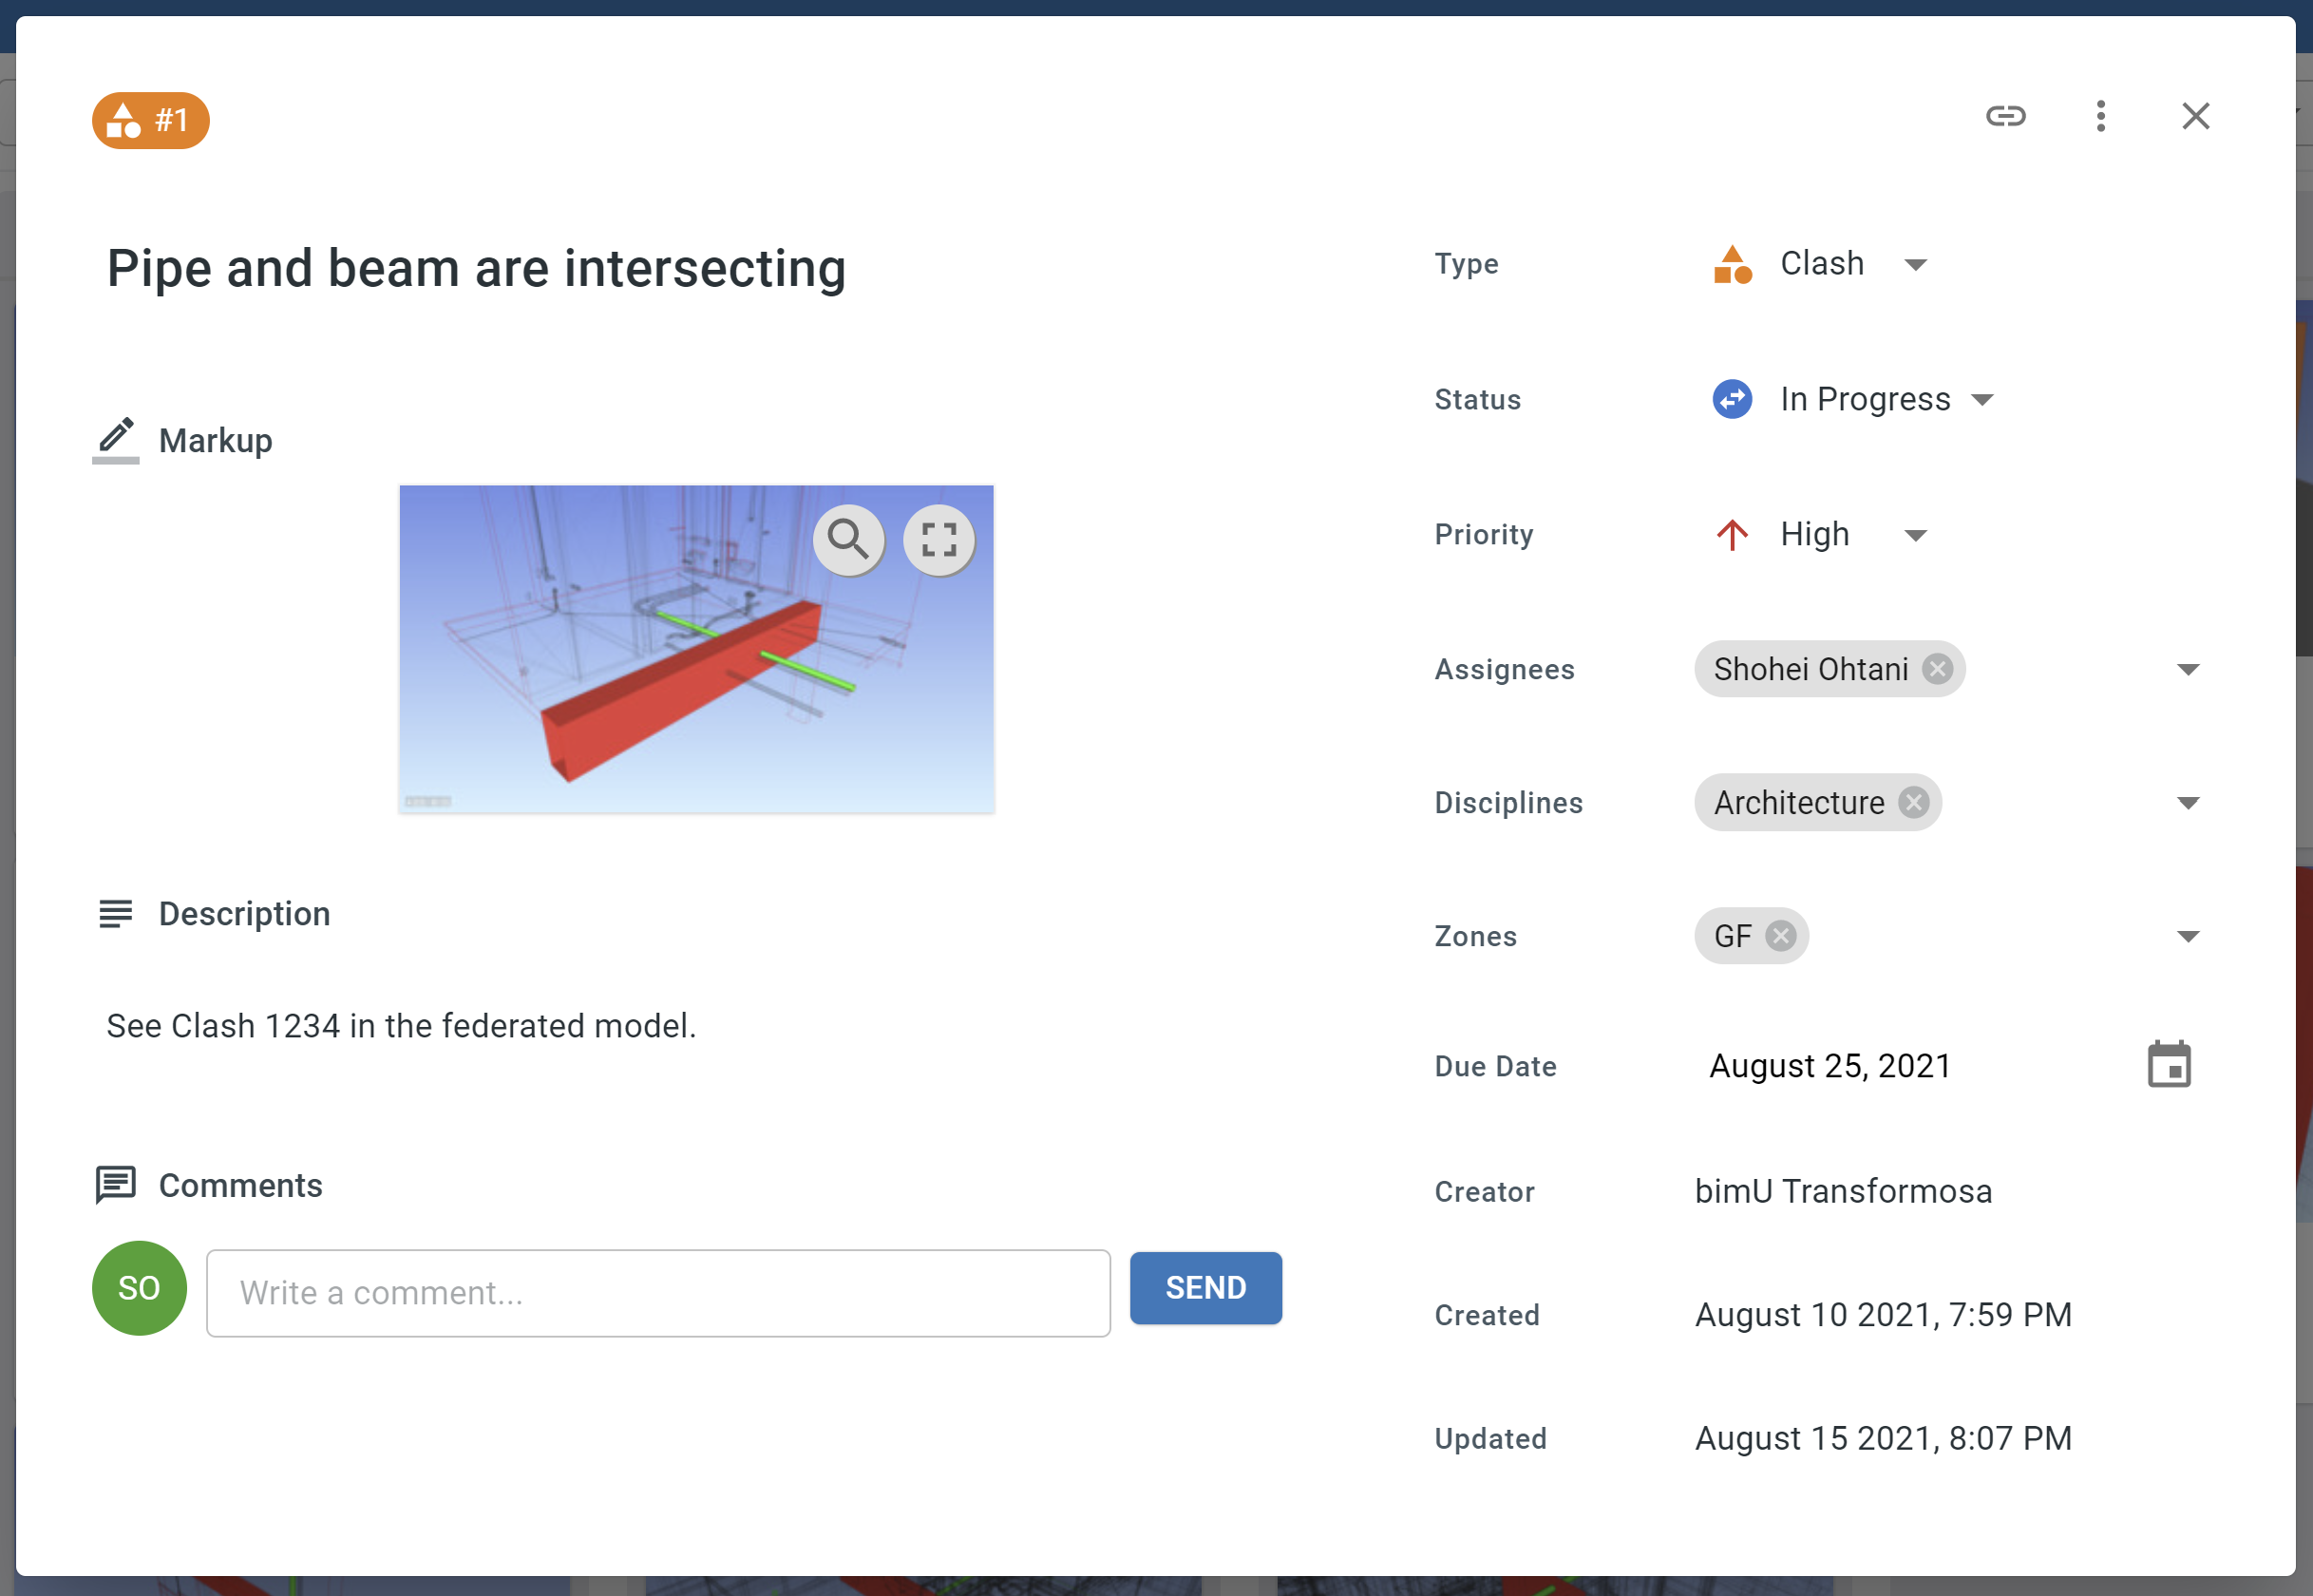 #1
Pipe and beam are intersecting
Markup
Description
See Clash 1234 in the federated model.
Comments
SO
Write a comment...
SEND
Type Clash
Status In Progress
Priority High
Assignees Shohei Ohtani
Disciplines Architecture
Zones GF
Due Date August 25, 2021
Creator bimU Transformosa
Created August 10 2021, 7:59 PM
Updated August 15 2021, 8:07 PM